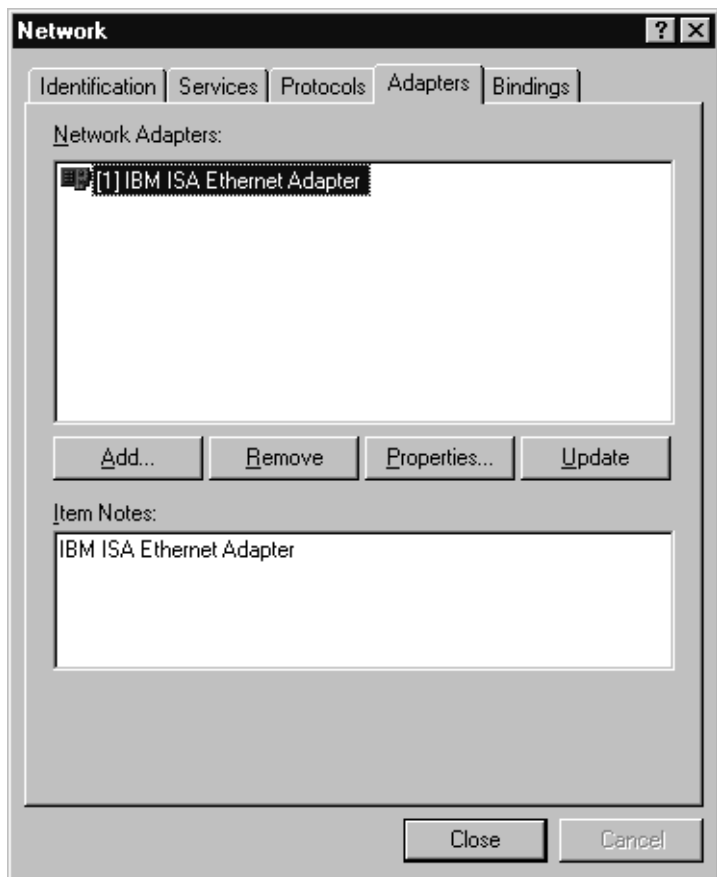 Network
Identification Services Protocols Adapters Bindings
Network Adapters:
[1] IBM ISA Ethernet Adapter
Add... Remove Properties... Update
Item Notes:
IBM ISA Ethernet Adapter
Close Cancel